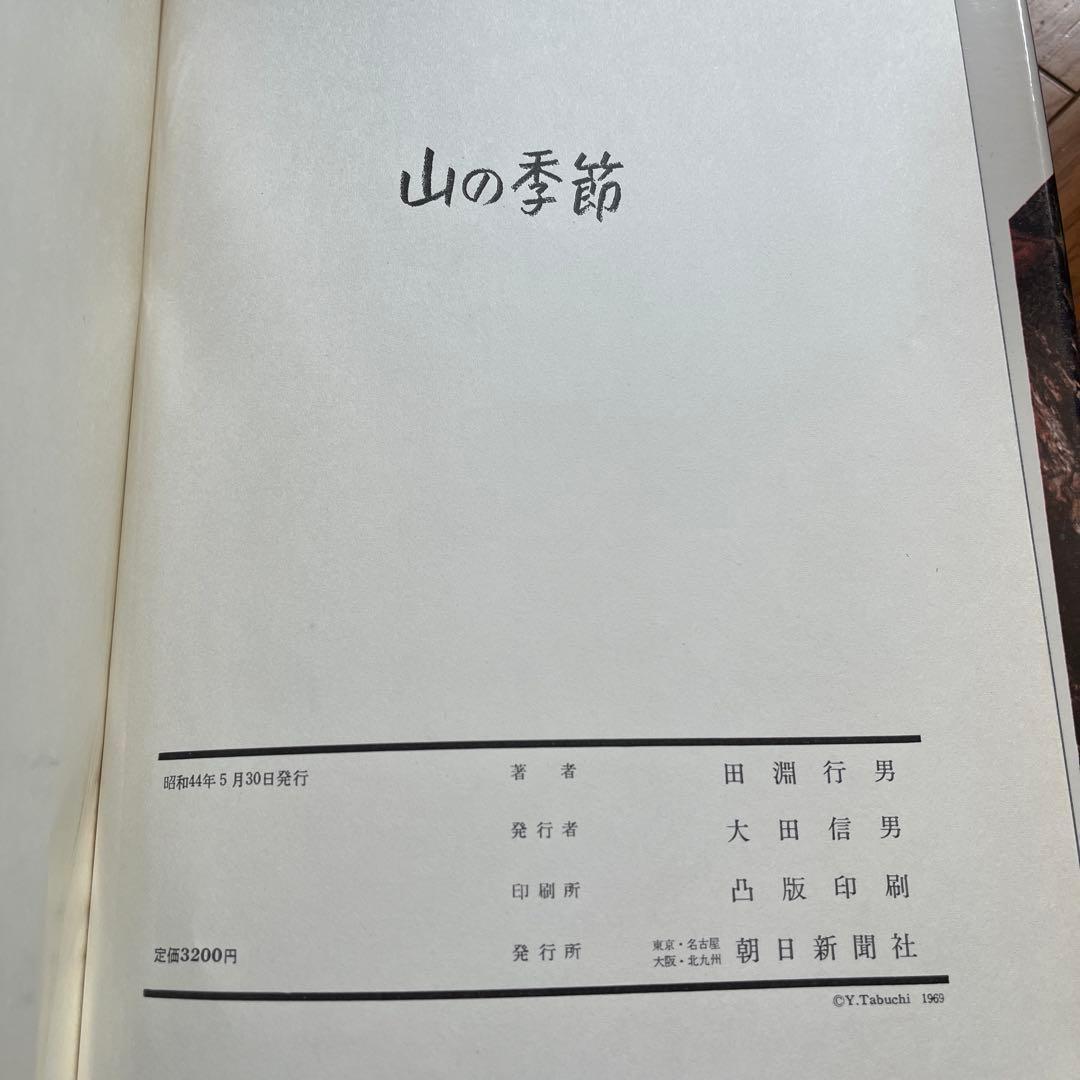 山の季節
昭和44年5月30日発行
著者 田淵行男
発行者 大田信男
印刷所 凸版印刷
定価3200円
発行所 東京・名古屋 大阪・北九州 朝日新聞社
©Y.Tabuchi 1969